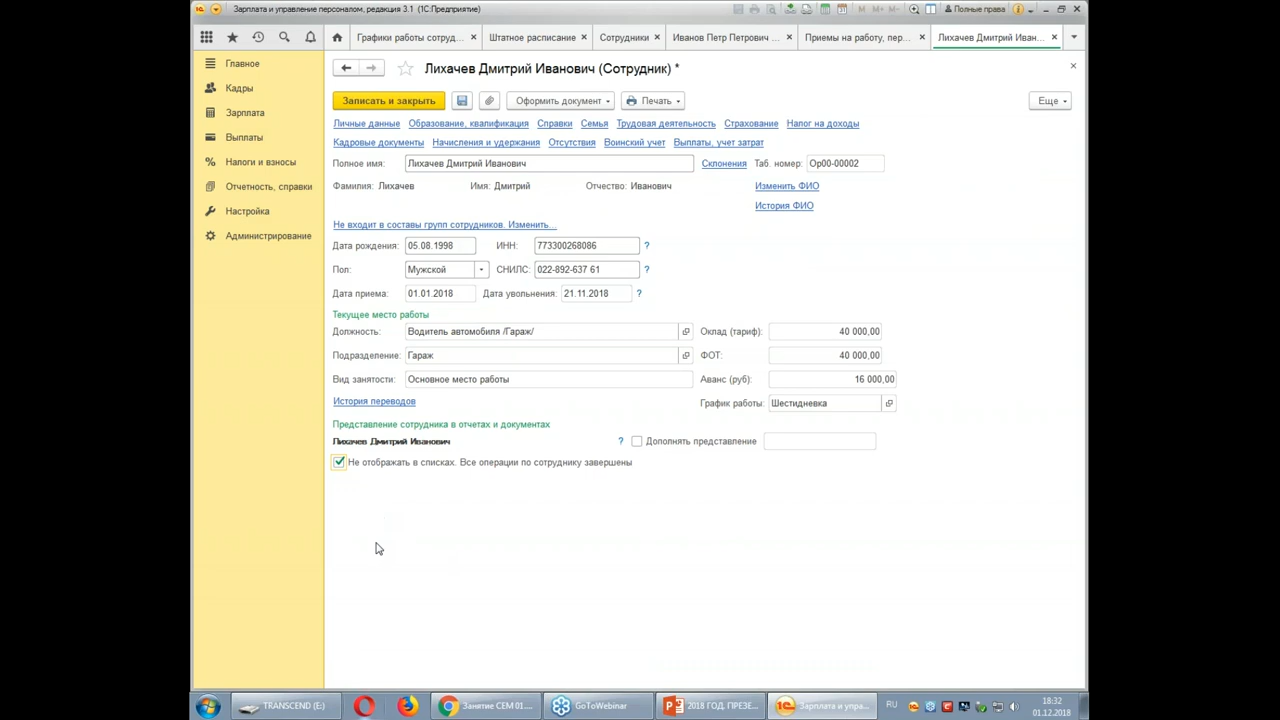 Зарплата и управление персоналом, редакция 3.1 (1С:Предприятие)
M M+ M- Полные права
Графики работы сотруд... × Штатное расписание × Сотрудники × Иванов Петр Петрович ... × Приемы на работу, пер... × Лихачев Дмитрий Иван... ×
Главное
Кадры
Зарплата
Выплаты
Налоги и взносы
Отчетность, справки
Настройка
Администрирование
Лихачев Дмитрий Иванович (Сотрудник) *
Записать и закрыть Оформить документ Печать Еще
Личные данные Образование, квалификация Справки Семья Трудовая деятельность Страхование Налог на доходы
Кадровые документы Начисления и удержания Отсутствия Воинский учет Выплаты, учет затрат
Полное имя: Лихачев Дмитрий Иванович Склонения Таб. номер: Ор00-00002
Фамилия: Лихачев Имя: Дмитрий Отчество: Иванович Изменить ФИО
История ФИО
Не входит в составы групп сотрудников. Изменить...
Дата рождения: 05.08.1998 ИНН: 773300268086 ?
Пол: Мужской СНИЛС: 022-892-637 61 ?
Дата приема: 01.01.2018 Дата увольнения: 21.11.2018 ?
Текущее место работы
Должность: Водитель автомобиля /Гараж/ Оклад (тариф): 40 000,00
Подразделение: Гараж ФОТ: 40 000,00
Вид занятости: Основное место работы Аванс (руб): 16 000,00
История переводов График работы: Шестидневка
Представление сотрудника в отчетах и документах
Лихачев Дмитрий Иванович ? Дополнять представление
Не отображать в списках. Все операции по сотруднику завершены
TRANSCEND (E:) Занятие СЕМ 01.... GoToWebinar 2018 ГОД. ПРЕЗЕ... Зарплата и упра... RU 18:32
01.12.2018